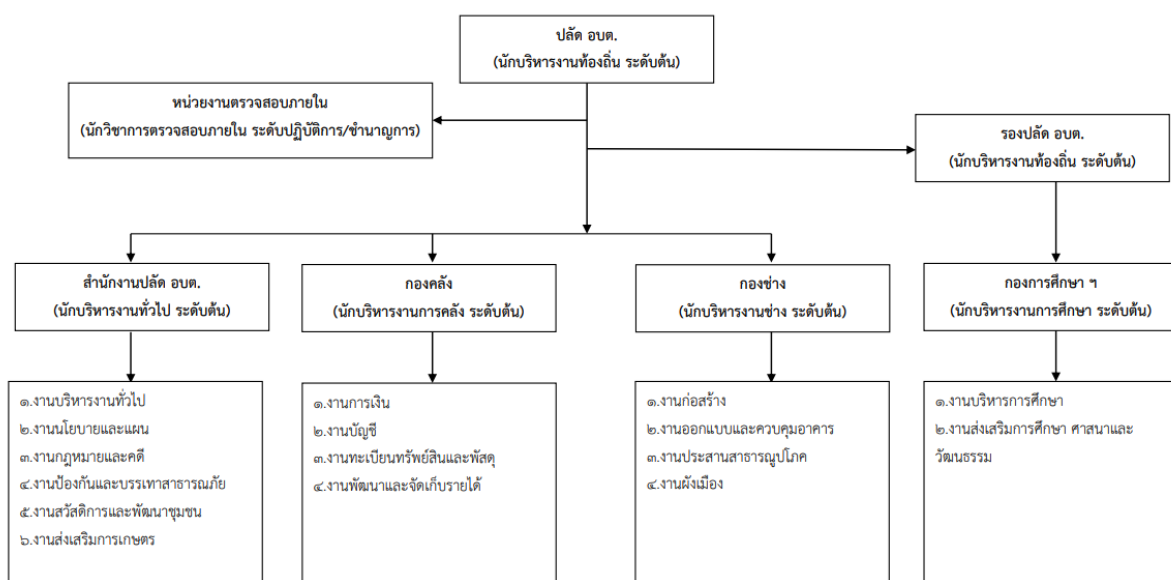 ปลัด อบต.
(นักบริหารงานท้องถิ่น ระดับต้น)
หน่วยงานตรวจสอบภายใน
(นักวิชาการตรวจสอบภายใน ระดับปฏิบัติการ/ชำนาญการ)
รองปลัด อบต.
(นักบริหารงานท้องถิ่น ระดับต้น)
สำนักงานปลัด อบต.
(นักบริหารงานทั่วไป ระดับต้น)
๑.งานบริหารงานทั่วไป
๒.งานนโยบายและแผน
๓.งานกฎหมายและคดี
๔.งานป้องกันและบรรเทาสาธารณภัย
๕.งานสวัสดิการและพัฒนาชุมชน
๖.งานส่งเสริมการเกษตร
กองคลัง
(นักบริหารงานการคลัง ระดับต้น)
๑.งานการเงิน
๒.งานบัญชี
๓.งานทะเบียนทรัพย์สินและพัสดุ
๔.งานพัฒนาและจัดเก็บรายได้
กองช่าง
(นักบริหารงานช่าง ระดับต้น)
๑.งานก่อสร้าง
๒.งานออกแบบและควบคุมอาคาร
๓.งานประสานสาธารณูปโภค
๔.งานผังเมือง
กองการศึกษา ฯ
(นักบริหารงานการศึกษา ระดับต้น)
๑.งานบริหารการศึกษา
๒.งานส่งเสริมการศึกษา ศาสนาและ
วัฒนธรรม